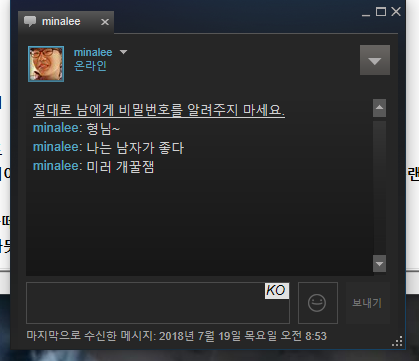 minalee
minalee
온라인
절대로 남에게 비밀번호를 알려주지 마세요.
minalee: 형님~
minalee: 나는 남자가 좋다
minalee: 미러 개꿀잼
랜
KO
보내기
마지막으로 수신한 메시지: 2018년 7월 19일 목요일 오전 8:53